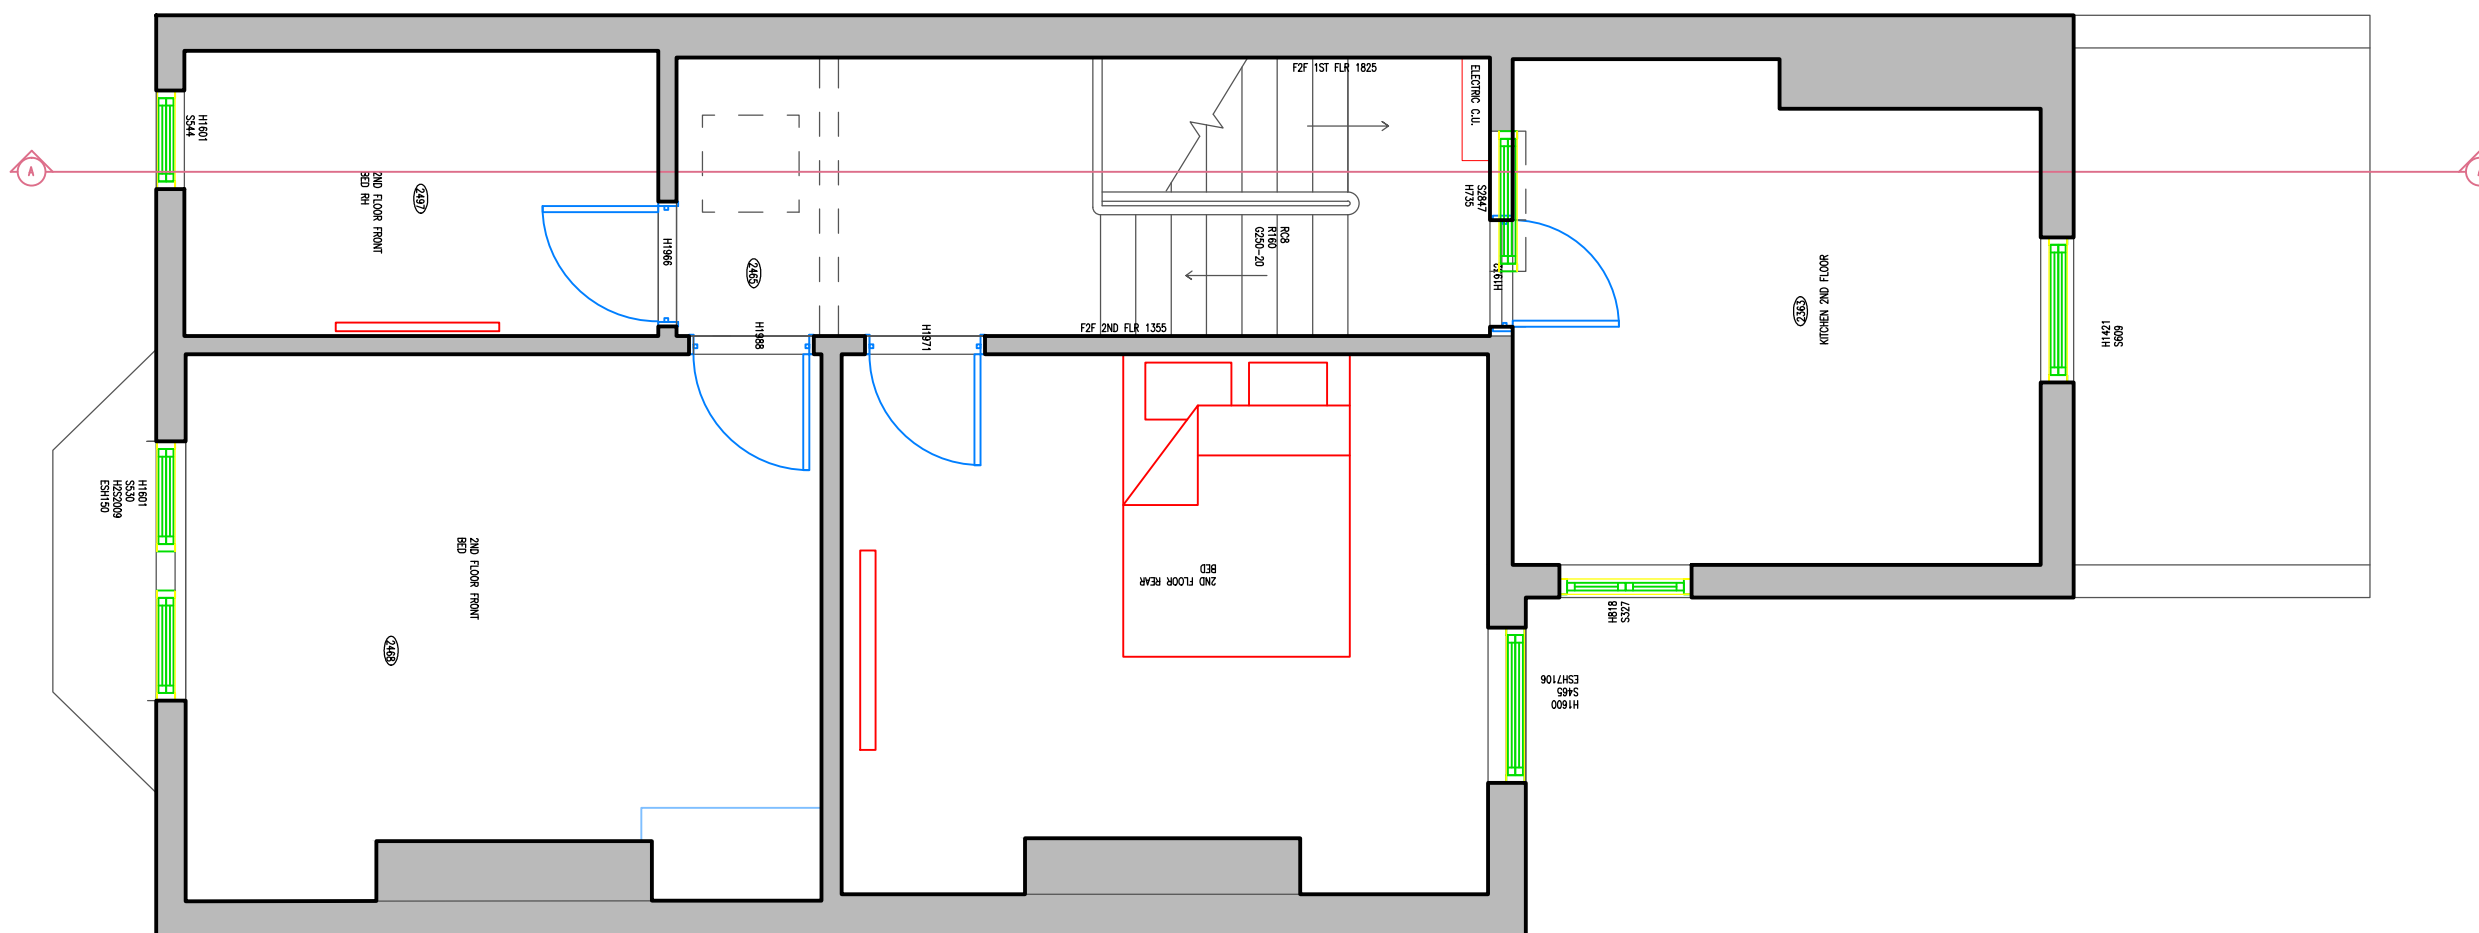 F2F 1ST FLR 1825
ELECTRIC C.U.
H1601
S544
A
2ND FLOOR FRONT
BED RH
2497
S2847
H735
H1966
2465
RC8
R160
G250-20
KITCHEN 2ND FLOOR
2363
H1421
S609
F2F 2ND FLR 1355
H1988
H1971
H1601
S530
H2S2009
ESH150
2ND FLOOR FRONT
BED
2468
2ND FLOOR REAR
BED
S327
H818
H1600
S465
ESH7106